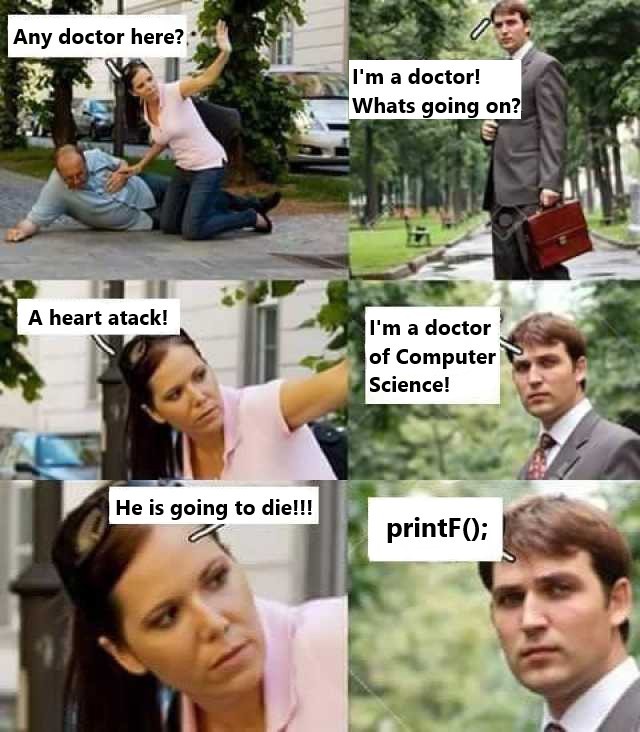 Any doctor here?
I'm a doctor!
Whats going on?
A heart atack!
I'm a doctor
of Computer
Science!
He is going to die!!!
printF();